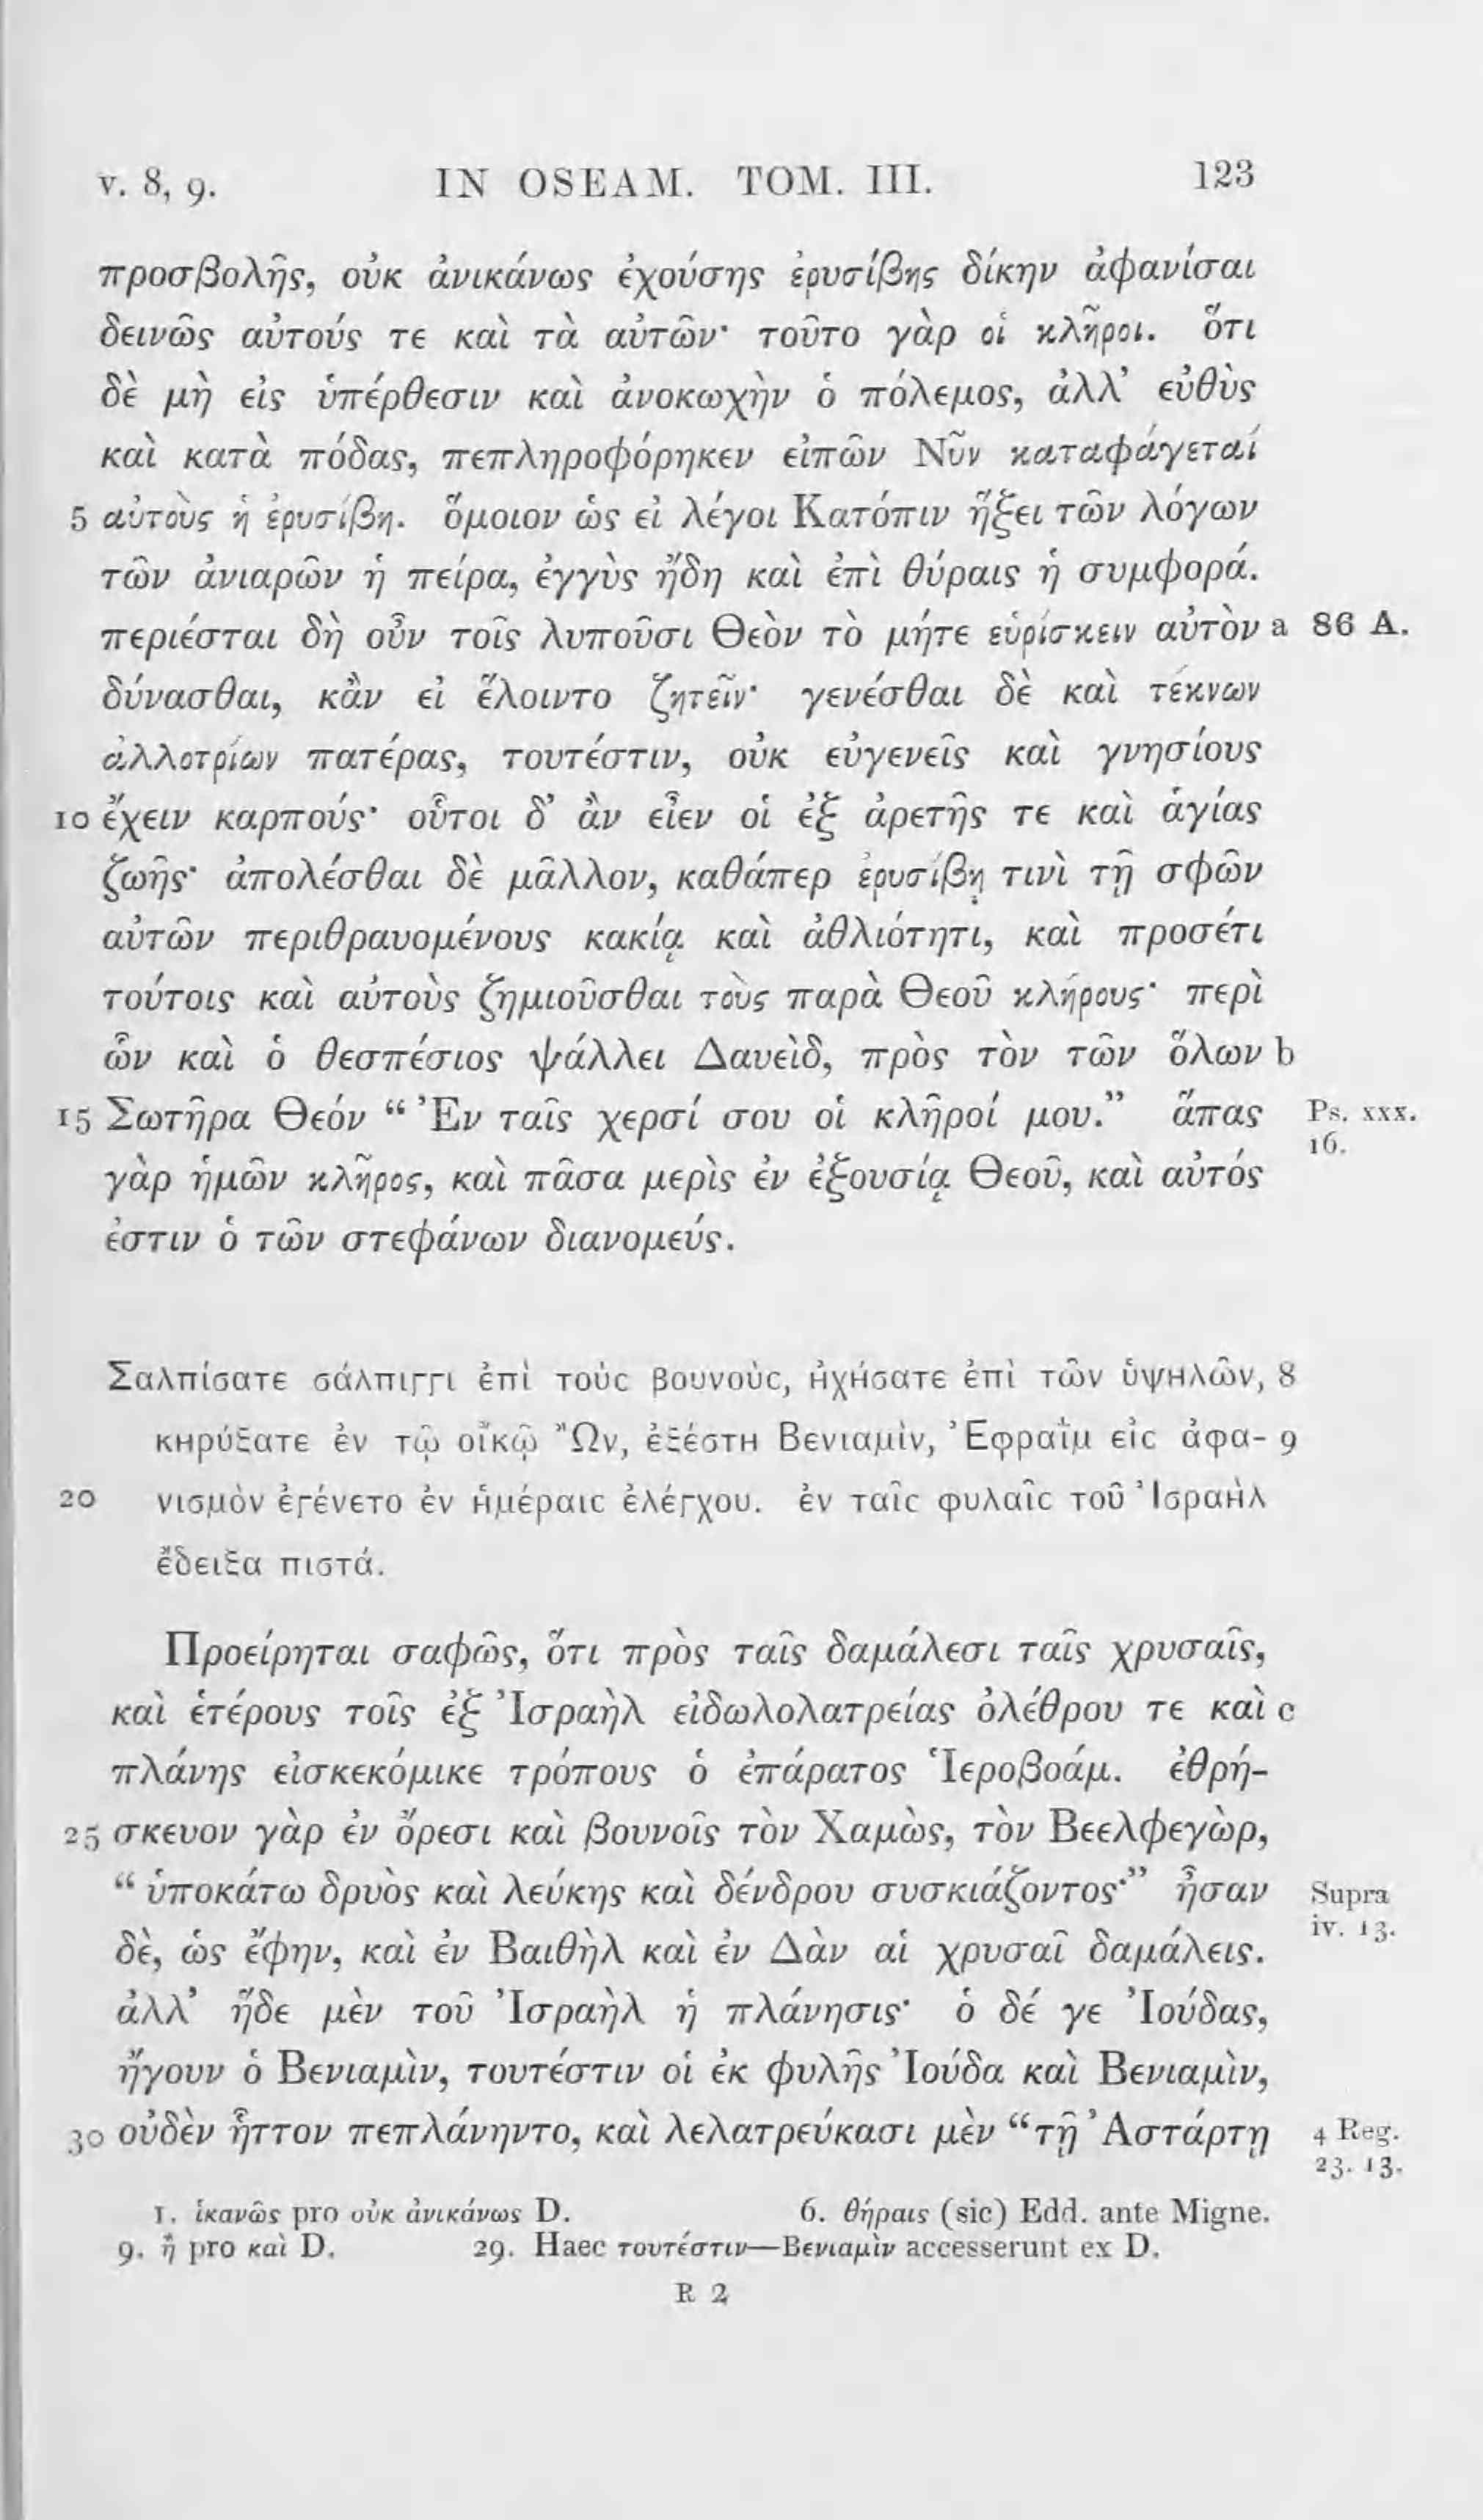 v. 8, 9. IN OSEAM. TOM. III. 123
προσβολῆς, οὐκ ἀνικάνως ἐχούσης ἐρυσίβης δίκην ἀφανίσαι
δεινῶς αὐτούς τε καὶ τὰ αὐτῶν· τοῦτο γὰρ οἱ κλῆροι. ὅτι
δὲ μὴ εἰς ὑπέρθεσιν καὶ ἀνοκωχὴν ὁ πόλεμος, ἀλλ’ εὐθὺς
καὶ κατὰ πόδας, πεπληροφόρηκεν εἰπῶν Νῦν καταφάγεταί
5 αὐτοὺς ἡ ἐρυσίβη. ὅμοιον ὡς εἰ λέγοι Κατόπιν ἥξει τῶν λόγων
τῶν ἀνιαρῶν ἡ πείρα, ἐγγὺς ἤδη καὶ ἐπὶ θύραις ἡ συμφορά.
περιέσται δὴ οὖν τοῖς λυποῦσι Θεὸν τὸ μήτε εὑρίσκειν αὐτὸν a 86 A.
δύνασθαι, κἂν εἰ ἕλοιντο ζητεῖν· γενέσθαι δὲ καὶ τέκνων
ἀλλοτρίων πατέρας, τουτέστιν, οὐκ εὐγενεῖς καὶ γνησίους
10 ἔχειν καρπούς· οὗτοι δ’ ἂν εἶεν οἱ ἐξ ἀρετῆς τε καὶ ἁγίας
ζωῆς· ἀπολέσθαι δὲ μᾶλλον, καθάπερ ἐρυσίβῃ τινὶ τῇ σφῶν
αὐτῶν περιθραυομένους κακίᾳ καὶ ἀθλιότητι, καὶ προσέτι
τούτοις καὶ αὐτοὺς ζημιοῦσθαι τοὺς παρὰ Θεοῦ κλήρους· περὶ
ὧν καὶ ὁ θεσπέσιος ψάλλει Δαυεὶδ, πρὸς τὸν τῶν ὅλων b
15 Σωτῆρα Θεόν “ Ἐν ταῖς χερσί σου οἱ κλῆροί μου.” ἅπας Ps. xxx.
16.
γὰρ ἡμῶν κλῆρος, καὶ πᾶσα μερὶς ἐν ἐξουσίᾳ Θεοῦ, καὶ αὐτός
ἐστιν ὁ τῶν στεφάνων διανομεύς.
Σαλπίσατε σάλπιγγι ἐπὶ τοὺς βουνοὺς, ἠχήσατε ἐπὶ τῶν ὑψηλῶν, 8
κηρύξατε ἐν τῷ οἴκῳ Ὢν, ἐξέστη Βενιαμὶν, Ἐφραῒμ εἰς ἀφα- 9
20 νισμὸν ἐγένετο ἐν ἡμέραις ἐλέγχου. ἐν ταῖς φυλαῖς τοῦ Ἰσραὴλ
ἔδειξα πιστά.
Προείρηται σαφῶς, ὅτι πρὸς ταῖς δαμάλεσι ταῖς χρυσαῖς,
καὶ ἑτέρους τοῖς ἐξ Ἰσραὴλ εἰδωλολατρείας ὀλέθρου τε καὶ c
πλάνης εἰσκεκόμικε τρόπους ὁ ἐπάρατος Ἱεροβοάμ. ἐθρή-
25 σκευον γὰρ ἐν ὄρεσι καὶ βουνοῖς τὸν Χαμὼς, τὸν Βεελφεγὼρ,
“ ὑποκάτω δρυὸς καὶ λεύκης καὶ δένδρου συσκιάζοντος·” ἦσαν Supra
iv. 13.
δὲ, ὡς ἔφην, καὶ ἐν Βαιθὴλ καὶ ἐν Δὰν αἱ χρυσαῖ δαμάλεις.
ἀλλ’ ἥδε μὲν τοῦ Ἰσραὴλ ἡ πλάνησις· ὁ δέ γε Ἰούδας,
ἤγουν ὁ Βενιαμὶν, τουτέστιν οἱ ἐκ φυλῆς Ἰούδα καὶ Βενιαμὶν,
30 οὐδὲν ἧττον πεπλάνηντο, καὶ λελατρεύκασι μὲν “τῇ Ἀστάρτῃ 4 Reg.
23. 13.
1. ἱκανῶς pro οὐκ ἀνικάνως D. 6. θήραις (sic) Edd. ante Migne.
9. ἢ pro καὶ D. 29. Haec τουτέστιν—Βενιαμὶν accesserunt ex D.
R 2